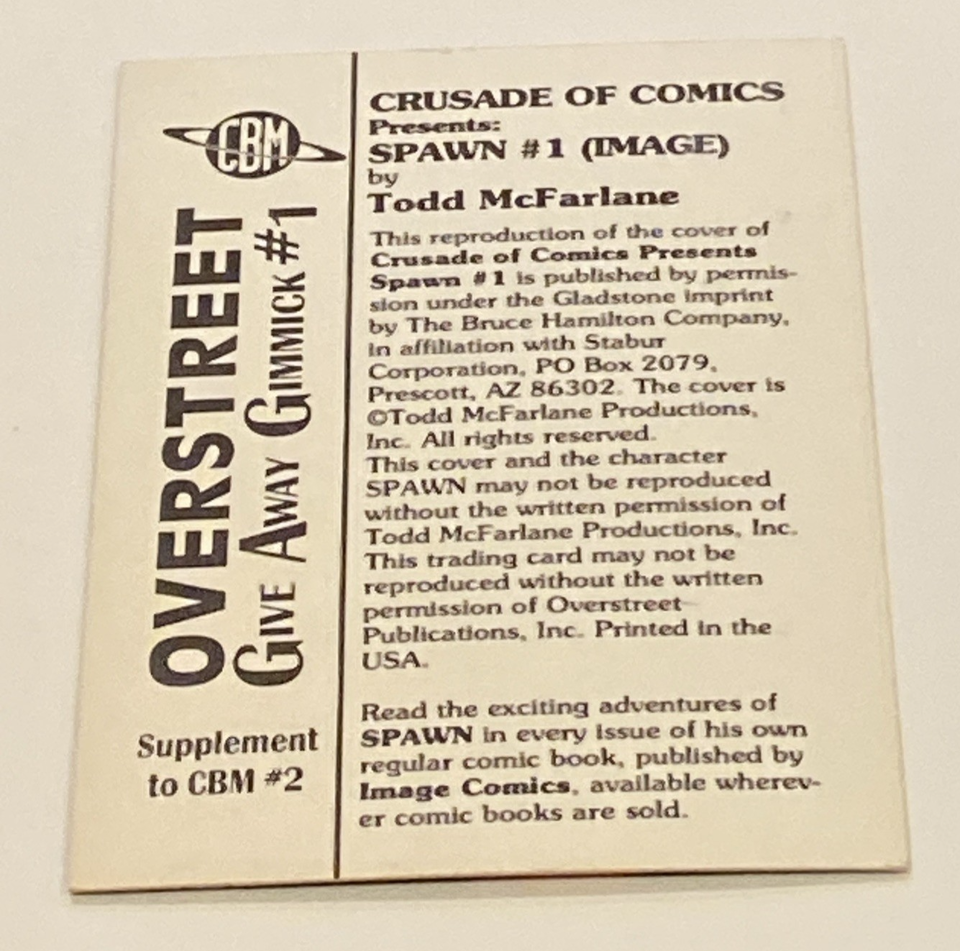 CBM
OVERSTREET
GIVE AWAY GIMMICK #1
Supplement
to CBM #2
CRUSADE OF COMICS
Presents:
SPAWN #1 (IMAGE)
by
Todd McFarlane
This reproduction of the cover of
Crusade of Comics Presents
Spawn #1 is published by permis-
sion under the Gladstone imprint
by The Bruce Hamilton Company,
in affiliation with Stabur
Corporation, PO Box 2079,
Prescott, AZ 86302. The cover is
©Todd McFarlane Productions,
Inc. All rights reserved.
This cover and the character
SPAWN may not be reproduced
without the written permission of
Todd McFarlane Productions, Inc.
This trading card may not be
reproduced without the written
permission of Overstreet
Publications, Inc. Printed in the
USA.
Read the exciting adventures of
SPAWN in every issue of his own
regular comic book, published by
Image Comics, available wherev-
er comic books are sold.